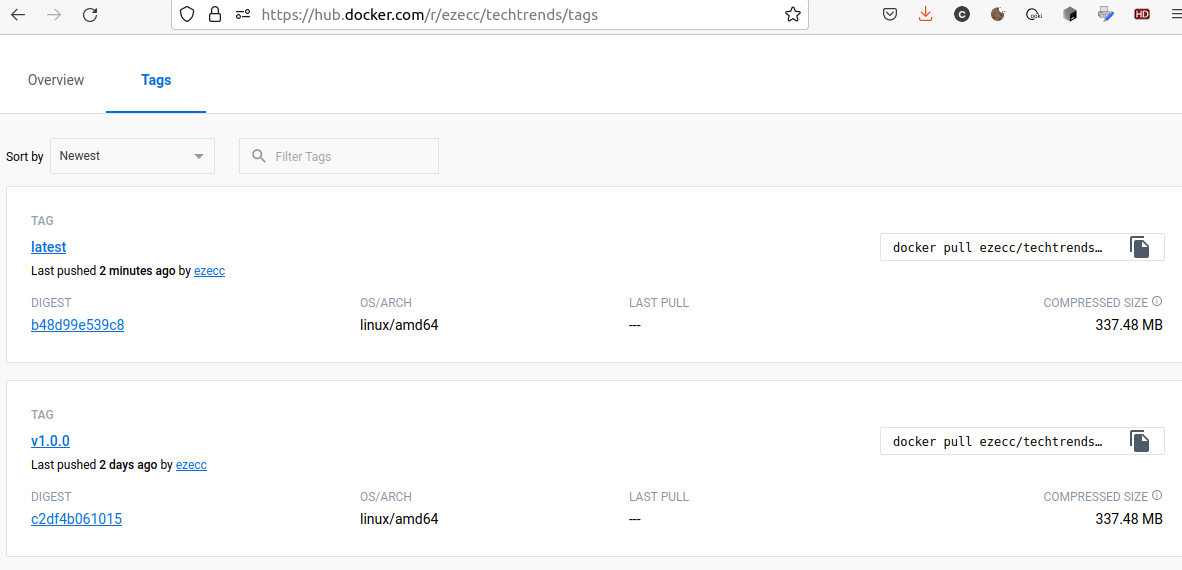 https://hub.docker.com/r/ezecc/techtrends/tags
C
HD
Overview
Tags
Sort by
Newest
Filter Tags
TAG
latest
docker pull ezecc/techtrends…
Last pushed 2 minutes ago by ezecc
DIGEST
OS/ARCH
LAST PULL
COMPRESSED SIZE
b48d99e539c8
linux/amd64
---
337.48 MB
TAG
v1.0.0
docker pull ezecc/techtrends…
Last pushed 2 days ago by ezecc
DIGEST
OS/ARCH
LAST PULL
COMPRESSED SIZE
c2df4b061015
linux/amd64
---
337.48 MB